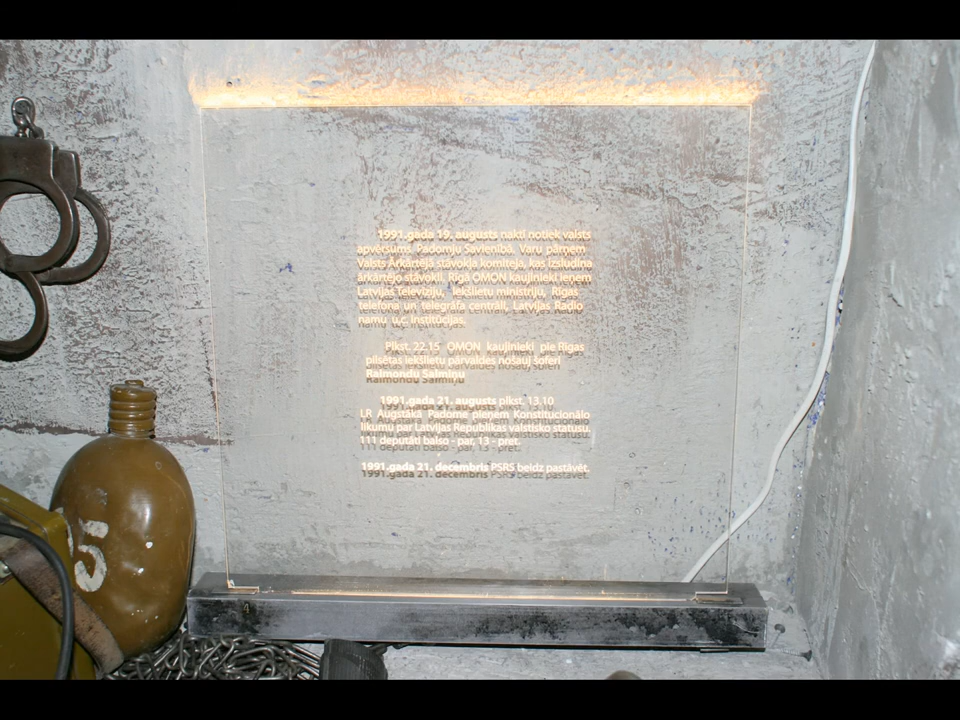 1991.gada 19. augusts naktī notiek valsts
apvērsums Padomju Savienībā. Varu pārņem
Valsts Ārkārtējā stāvokļa komiteja, kas izsludina
ārkārtējo stāvokli. Rīgā OMON kaujinieki ieņem
Latvijas Televīziju, Iekšlietu ministriju, Rīgas
telefona un telegrāfa centrāli, Latvijas Radio
namu u.c. institūcijas.
Plkst. 22.15 OMON kaujinieki pie Rīgas
pilsētas iekšlietu pārvaldes nošauj šoferi
Raimondu Salmiņu
1991.gada 21. augusts plkst. 13.10
LR Augstākā Padome pieņem Konstitucionālo
likumu par Latvijas Republikas valstisko statusu.
111 deputāti balso - par, 13 - pret.
1991.gada 21. decembris PSRS beidz pastāvēt.
5